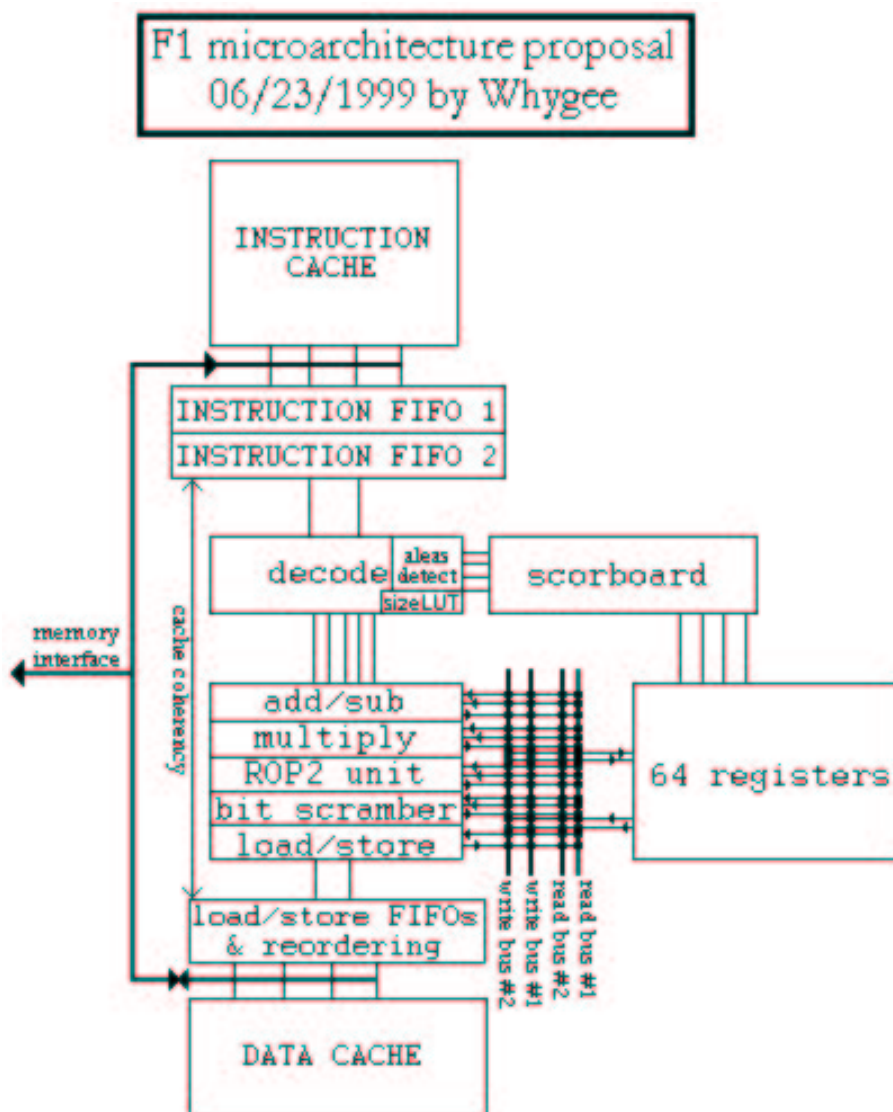 F1 microarchitecture proposal
06/23/1999 by Whygee
INSTRUCTION
CACHE
INSTRUCTION FIFO 1
INSTRUCTION FIFO 2
decode
aleas
detect
sizeLUT
scorboard
memory
interface
cache coherency
add/sub
multiply
ROP2 unit
bit scramber
load/store
64 registers
write bus #2
write bus #1
read bus #2
read bus #1
load/store FIFOs
& reordering
DATA CACHE